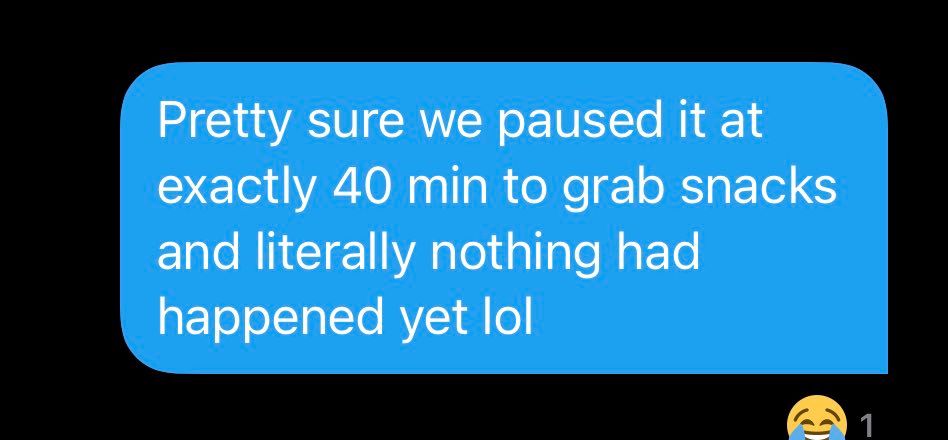 Pretty sure we paused it at
exactly 40 min to grab snacks
and literally nothing had
happened yet lol
1